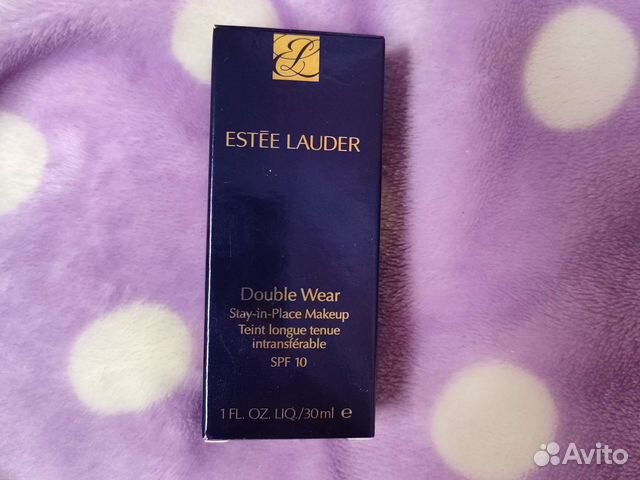 EL
ESTĒE LAUDER
Double Wear
Stay-in-Place Makeup
Teint longue tenue
intransférable
SPF 10
1 FL. OZ. LIQ./30ml e
Avito